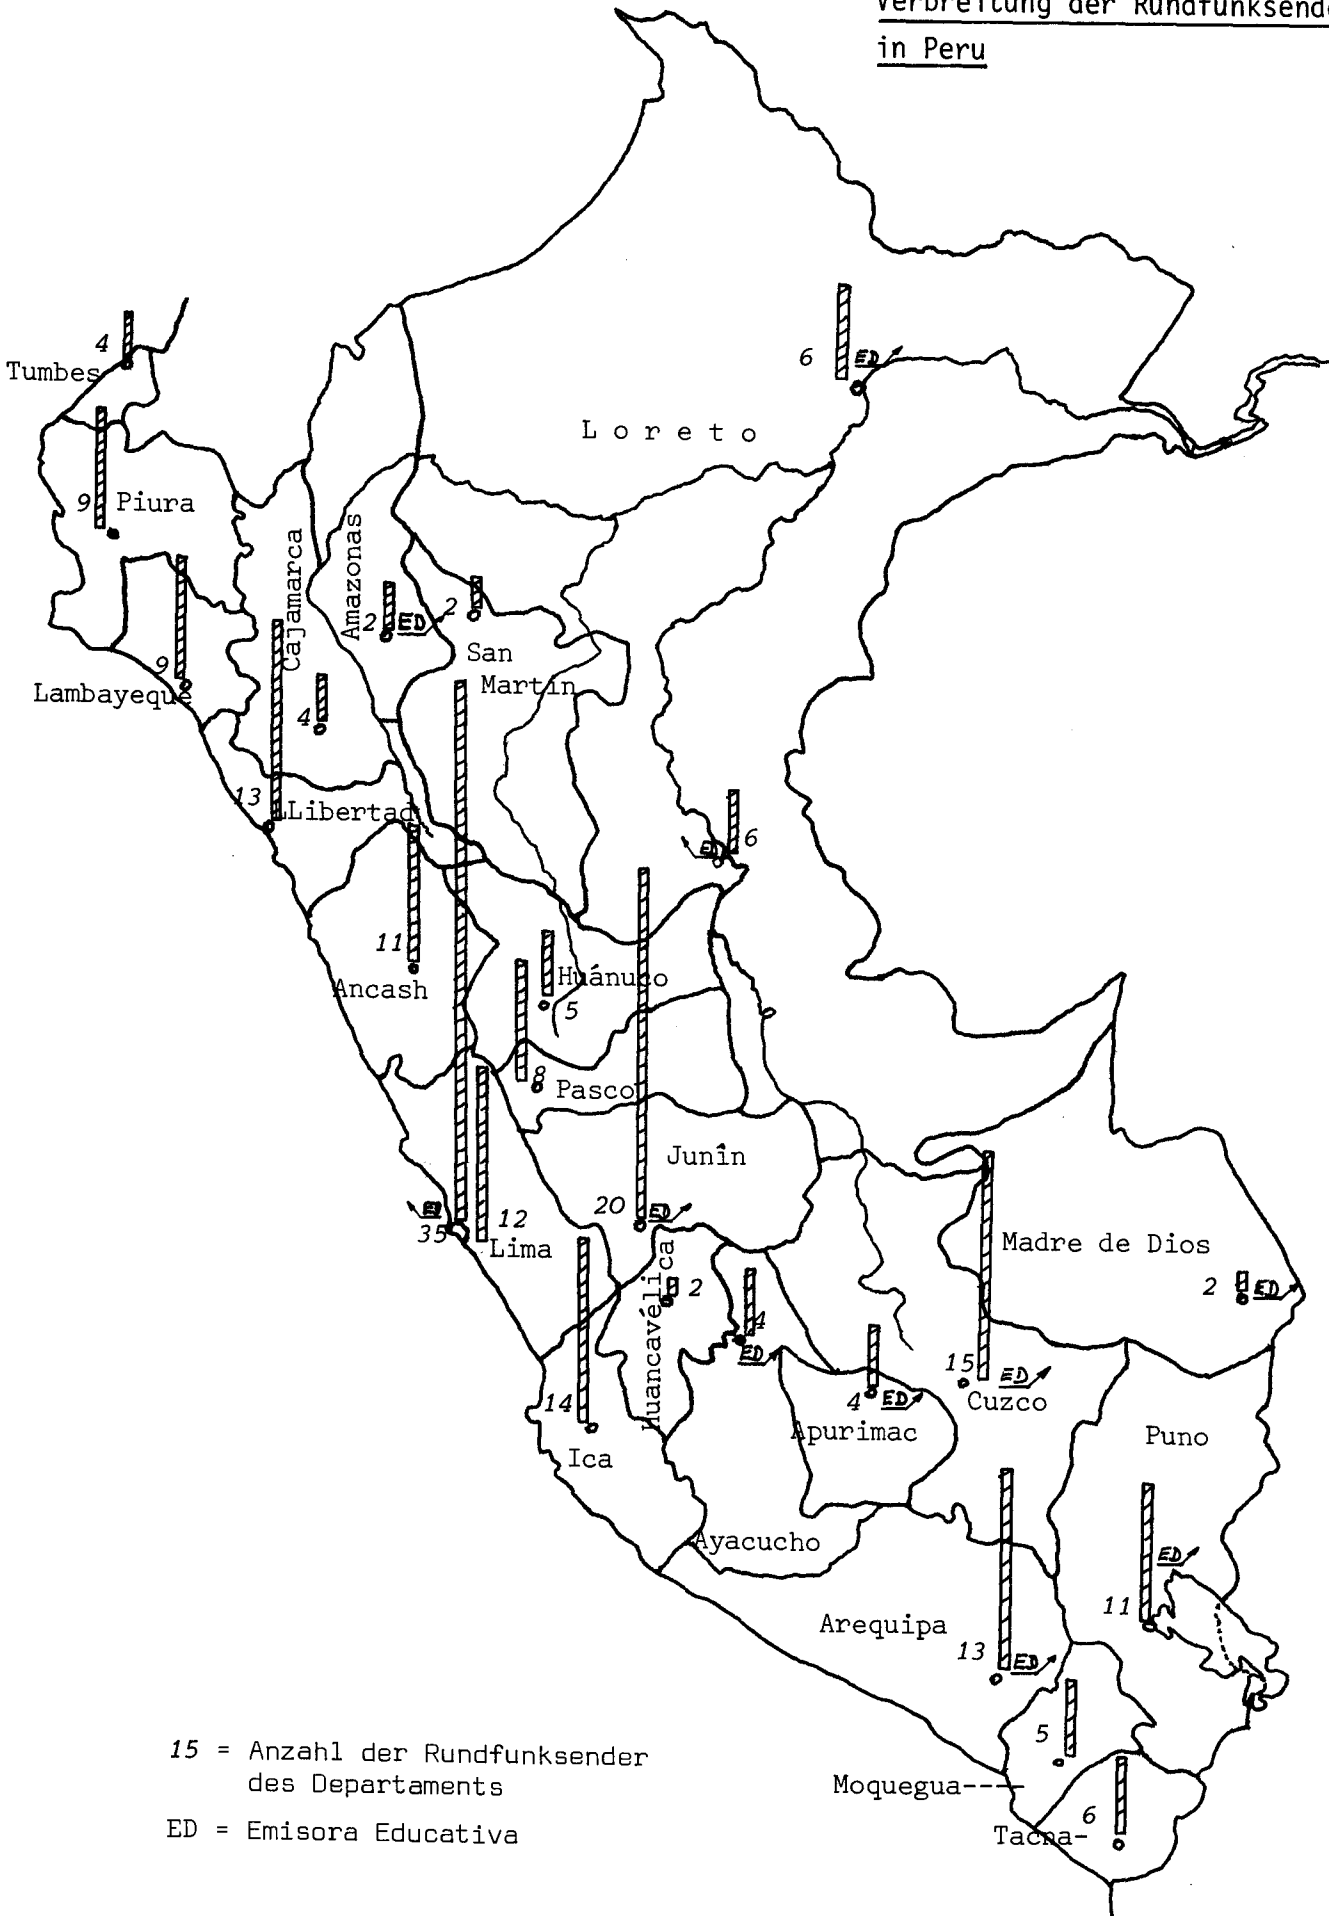 Verbreitung der Rundfunksende
in Peru
4
Tumbes
6 ED
Loreto
9 Piura
Cajamarca
Amazonas
2 ED
2
San
Martin
9
Lambayeque
4
13
LLibertad
6
ED
11
Ancash
Huánuco
5
8
Pasco
Junîn
20 ED
ED
35
12
Lima
Madre de Dios
2 ED
Huancavélica
2
4
ED
15 ED
Cuzco
4 ED
Apurimac
14
Ica
Puno
Ayacucho
ED
11
Arequipa
13 ED
5
Moquegua----
6
Tacna-
15 = Anzahl der Rundfunksender
des Departaments
ED = Emisora Educativa